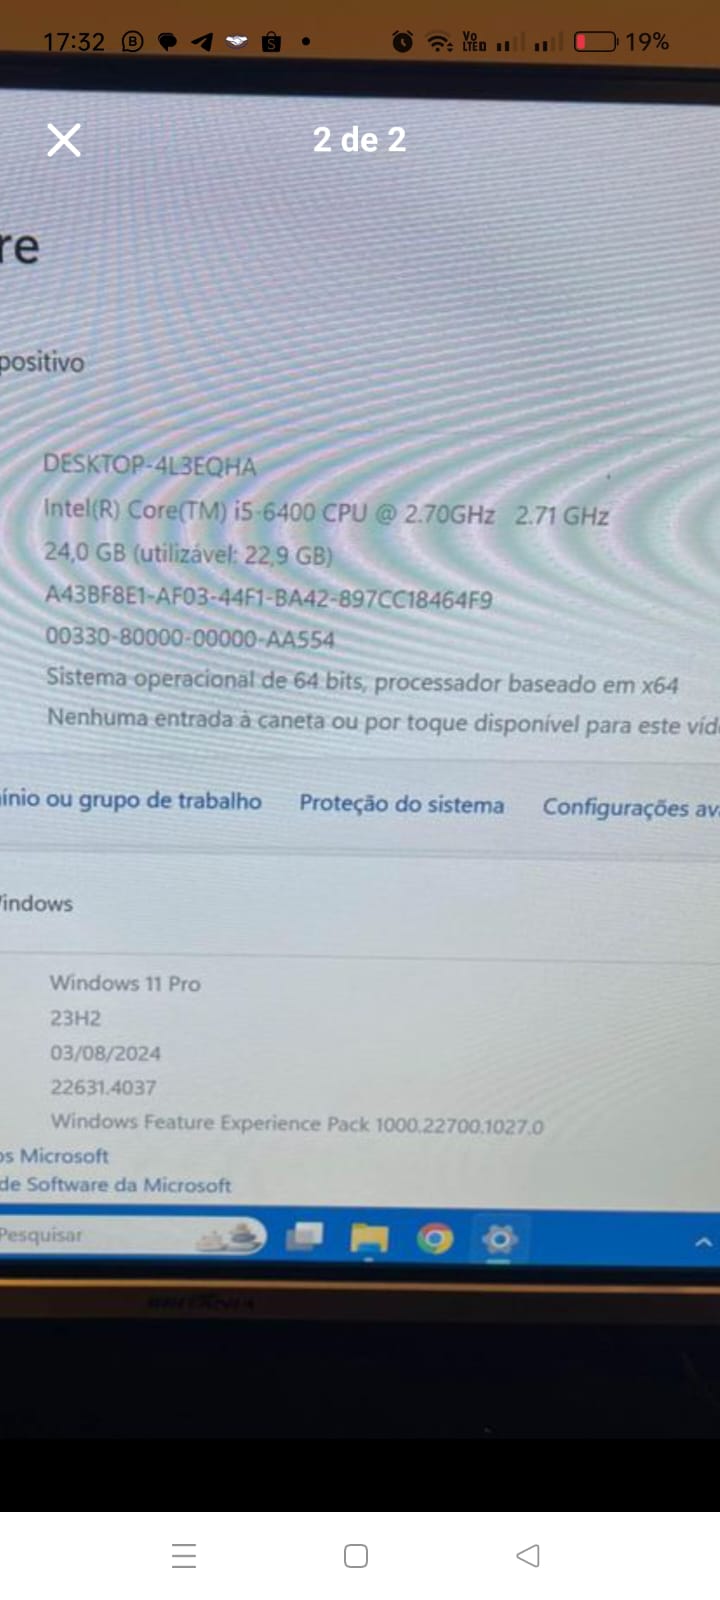 17:32
Vo
LTED
19%
2 de 2
re
positivo
DESKTOP-4L3EQHA
Intel(R) Core(TM) i5-6400 CPU @ 2.70GHz 2.71 GHz
24,0 GB (utilizável: 22,9 GB)
A43BF8E1-AF03-44F1-BA42-897CC18464F9
00330-80000-00000-AA554
Sistema operacional de 64 bits, processador baseado em x64
Nenhuma entrada à caneta ou por toque disponível para este víd
ínio ou grupo de trabalho Proteção do sistema Configurações av
Windows
Windows 11 Pro
23H2
03/08/2024
22631.4037
Windows Feature Experience Pack 1000.22700.1027.0
os Microsoft
de Software da Microsoft
Pesquisar
BRITÂNIA